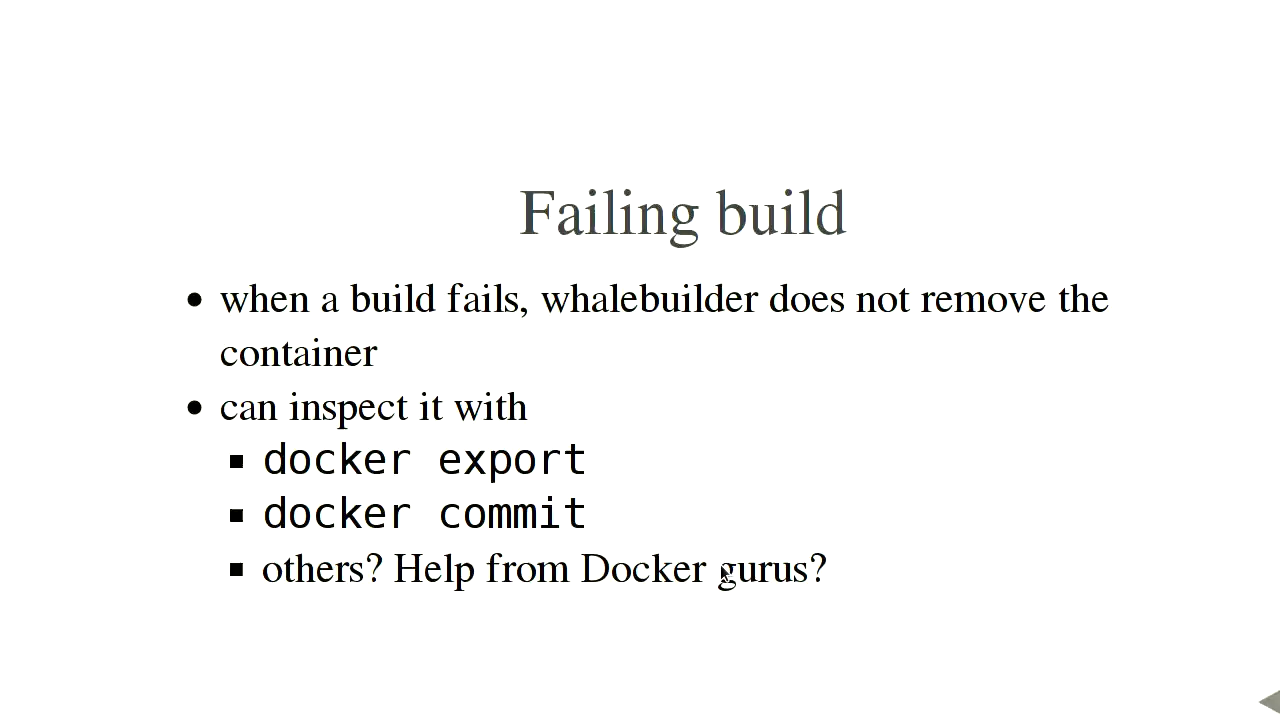 Failing build
when a build fails, whalebuilder does not remove the
container
can inspect it with
docker export
docker commit
others? Help from Docker gurus?